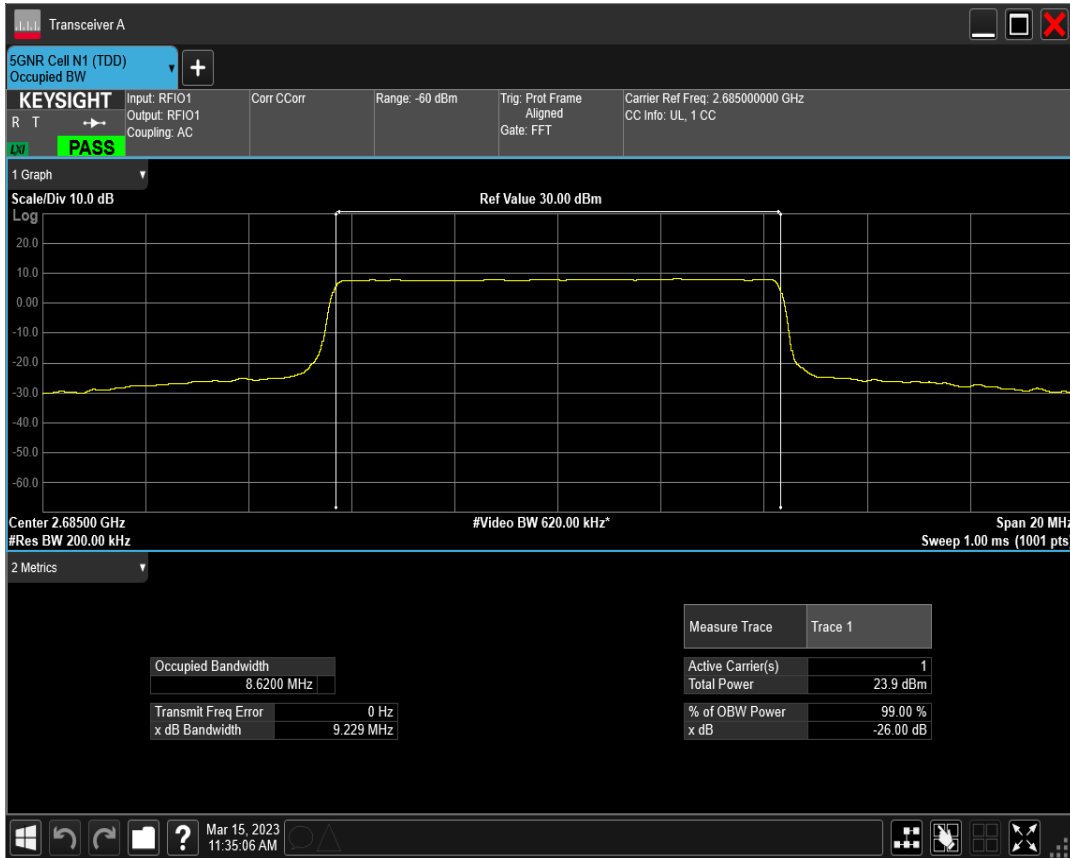 Transceiver A
5GNR Cell N1 (TDD)
Occupied BW
+
KEYSIGHT
R T
LXI
PASS
Input: RFIO1
Output: RFIO1
Coupling: AC
Corr CCorr
Range: -60 dBm
Trig: Prot Frame
Aligned
Gate: FFT
Carrier Ref Freq: 2.685000000 GHz
CC Info: UL, 1 CC
1 Graph
Scale/Div 10.0 dB
Ref Value 30.00 dBm
Log
20.0
10.0
0.00
-10.0
-20.0
-30.0
-40.0
-50.0
-60.0
Center 2.68500 GHz
#Video BW 620.00 kHz*
Span 20 MHz
#Res BW 200.00 kHz
Sweep 1.00 ms (1001 pts)
2 Metrics
Measure Trace Trace 1
Occupied Bandwidth
8.6200 MHz
Active Carrier(s) 1
Total Power 23.9 dBm
Transmit Freq Error 0 Hz
x dB Bandwidth 9.229 MHz
% of OBW Power 99.00 %
x dB -26.00 dB
?
Mar 15, 2023
11:35:06 AM